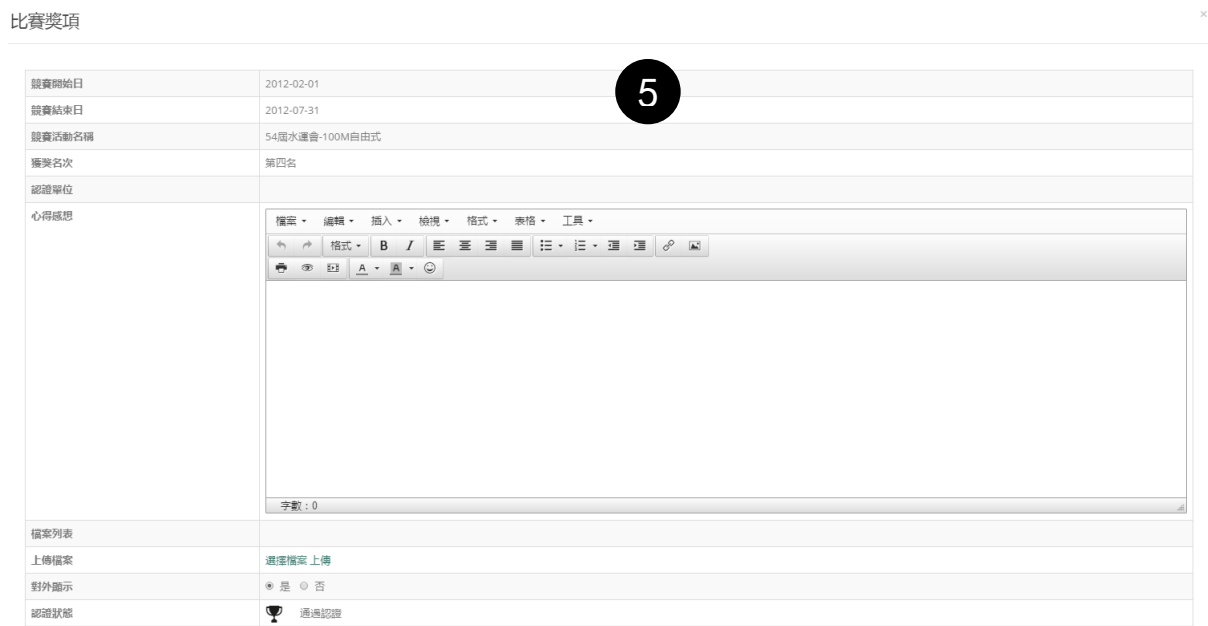 比賽獎項
×
競賽開始日 2012-02-01
5
競賽結束日 2012-07-31
競賽活動名稱 54屆水運會-100M自由式
獲獎名次 第四名
認證單位
心得感想
檔案 編輯 插入 檢視 格式 表格 工具
格式 B I
A A
字數：0
檔案列表
上傳檔案 選擇檔案 上傳
對外顯示 是 否
認證狀態 通過認證